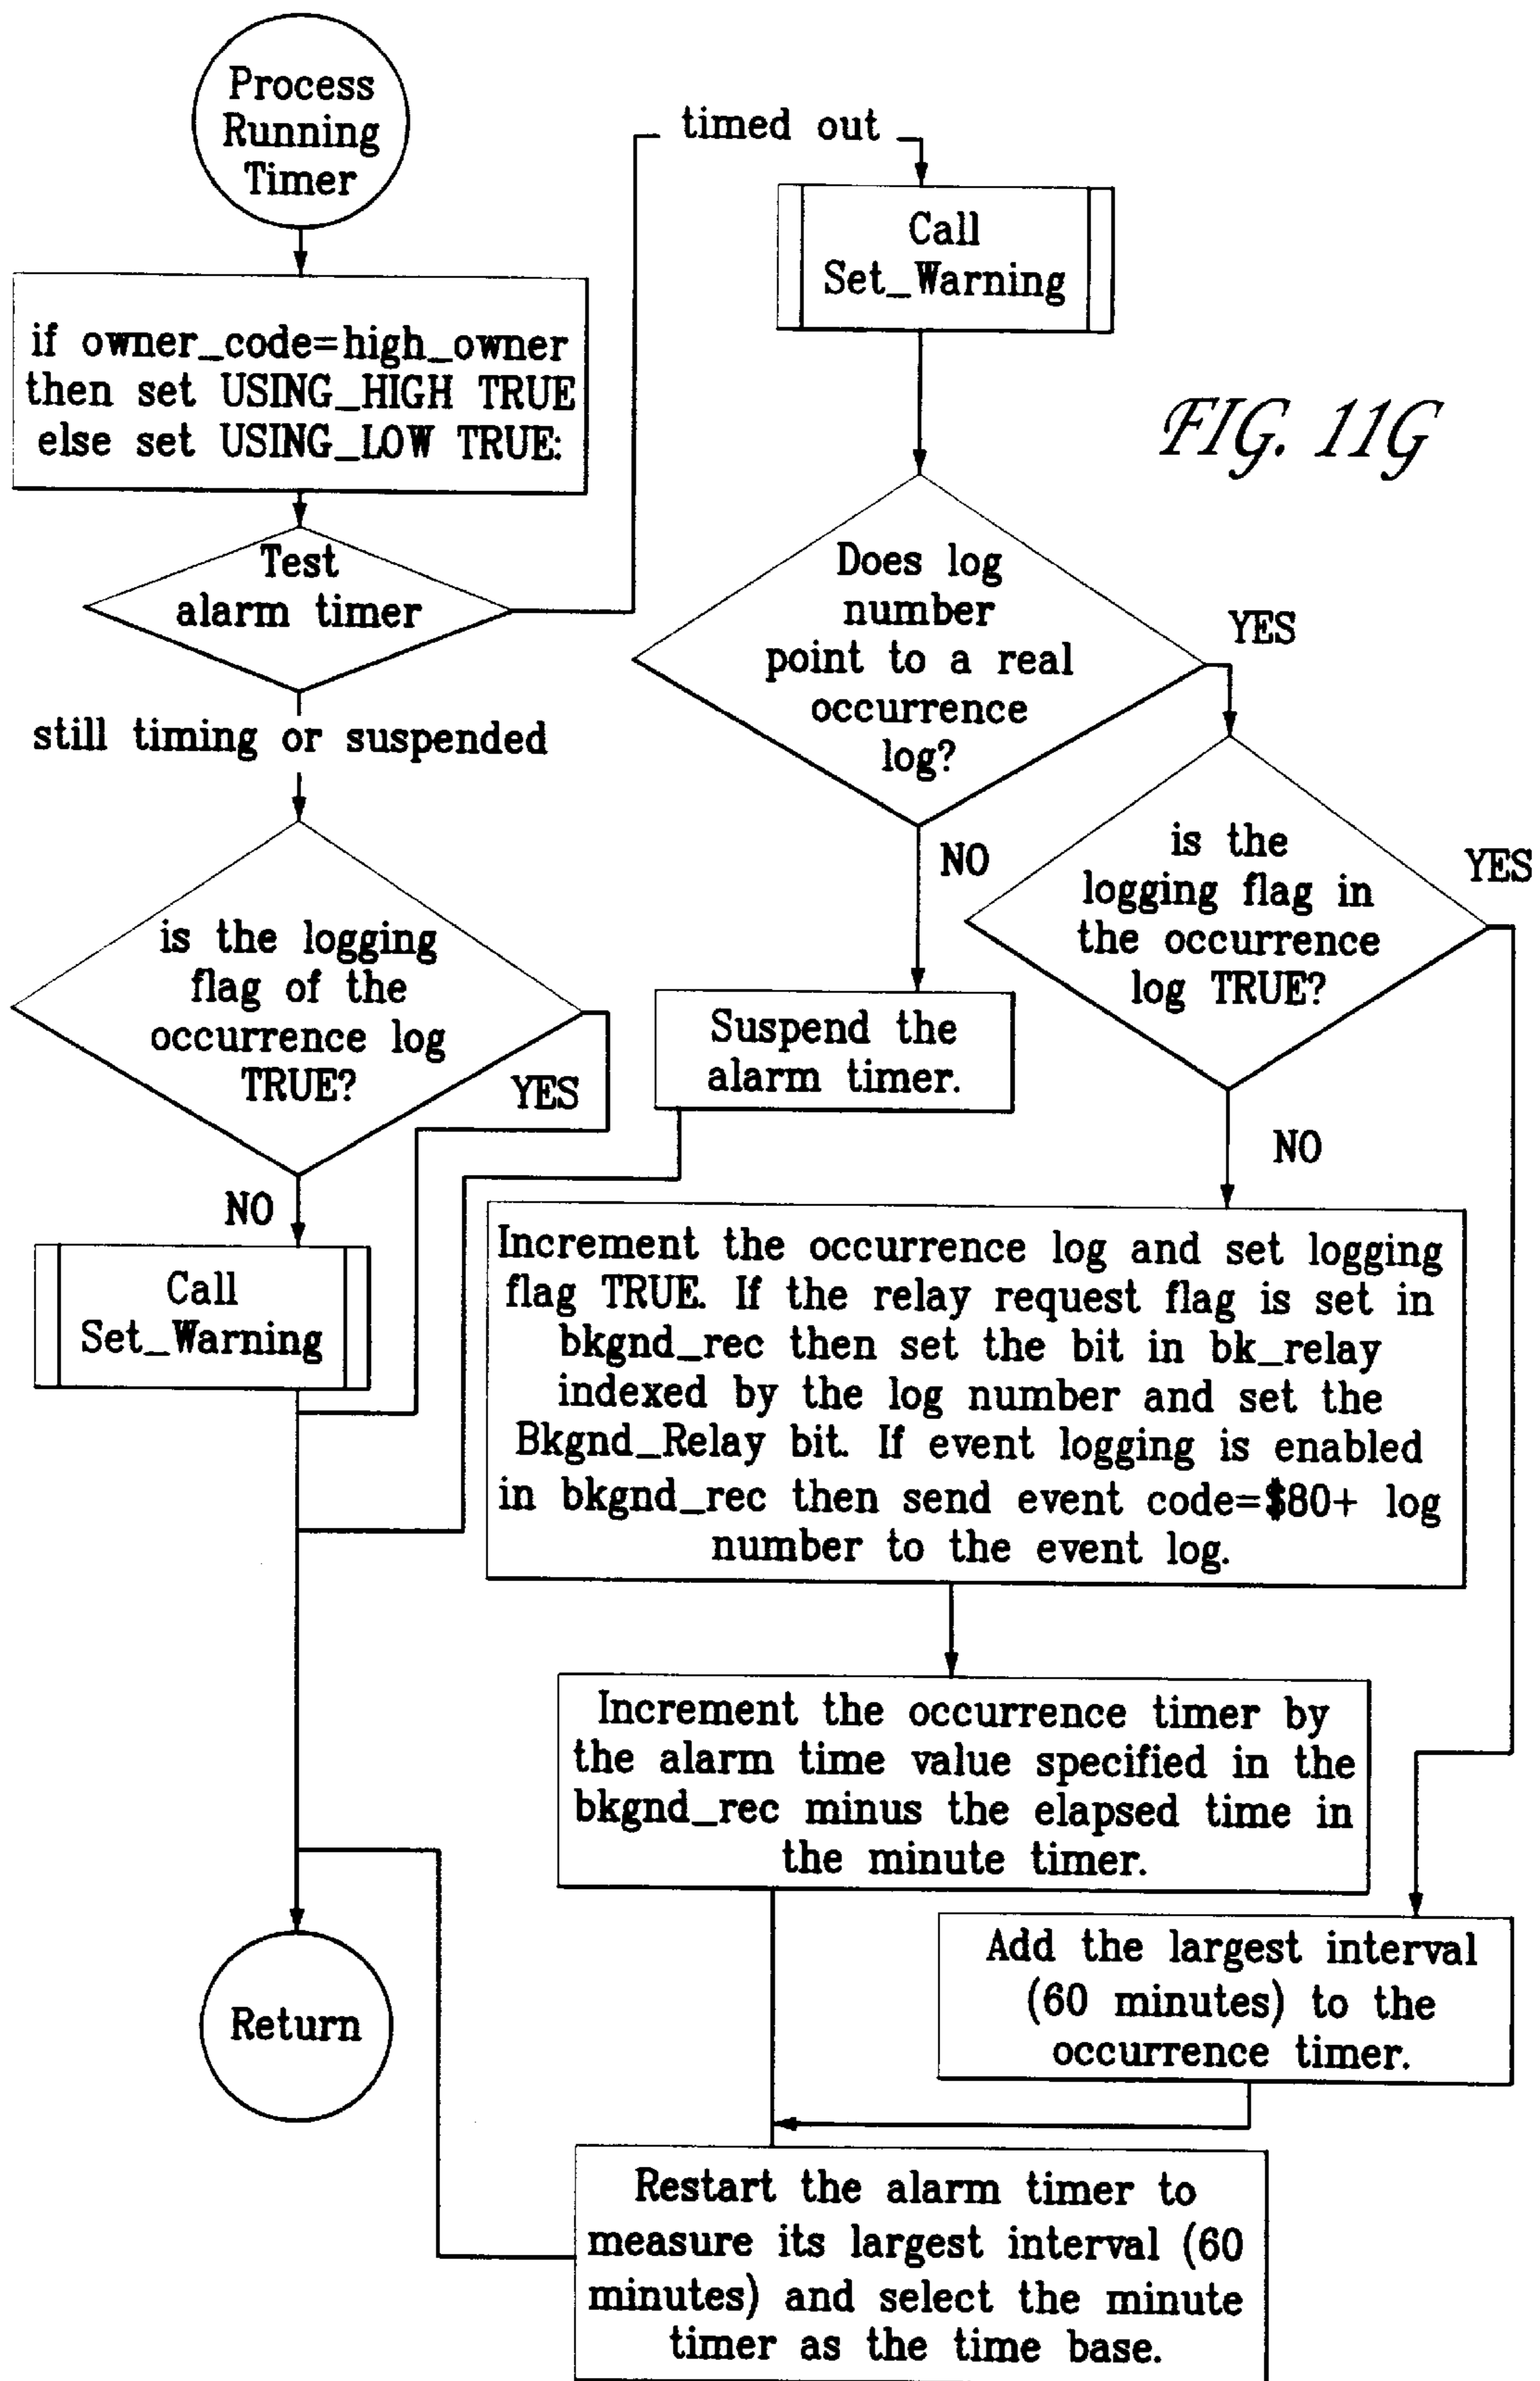 Process
Running
Timer
if owner_code=high_owner
then set USING_HIGH TRUE
else set USING_LOW TRUE:
Test
alarm timer
still timing or suspended
is the logging
flag of the
occurrence log
TRUE?
YES
NO
Call
Set_Warning
Return
timed out
Call
Set_Warning
FIG. 11G
Does log
number
point to a real
occurrence
log?
YES
NO
Suspend the
alarm timer.
is the
logging flag in
the occurrence
log TRUE?
YES
NO
Increment the occurrence log and set logging
flag TRUE. If the relay request flag is set in
bkgnd_rec then set the bit in bk_relay
indexed by the log number and set the
Bkgnd_Relay bit. If event logging is enabled
in bkgnd_rec then send event code=$80+ log
number to the event log.
Increment the occurrence timer by
the alarm time value specified in the
bkgnd_rec minus the elapsed time in
the minute timer.
Add the largest interval
(60 minutes) to the
occurrence timer.
Restart the alarm timer to
measure its largest interval (60
minutes) and select the minute
timer as the time base.